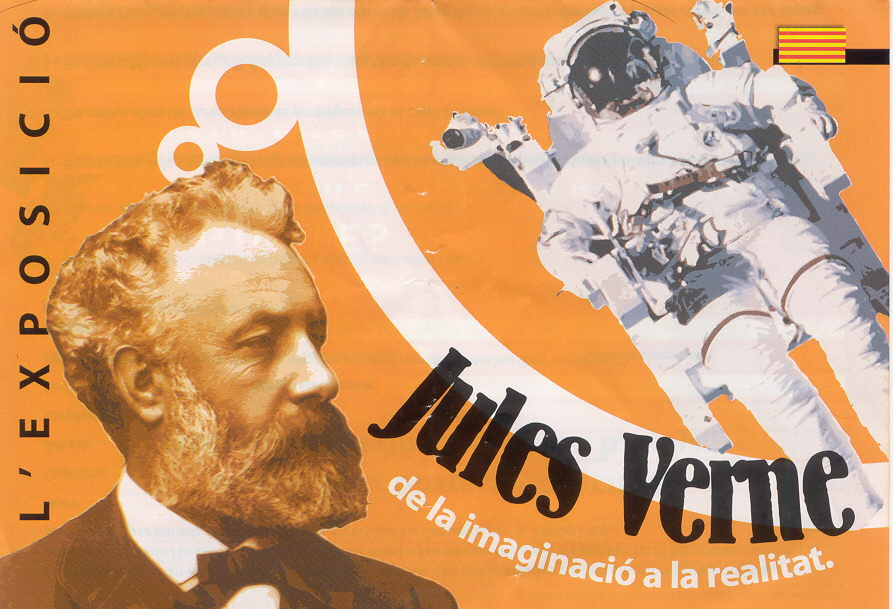 L'EXPOSICIÓ
Jules Verne
de la imaginació a la realitat.